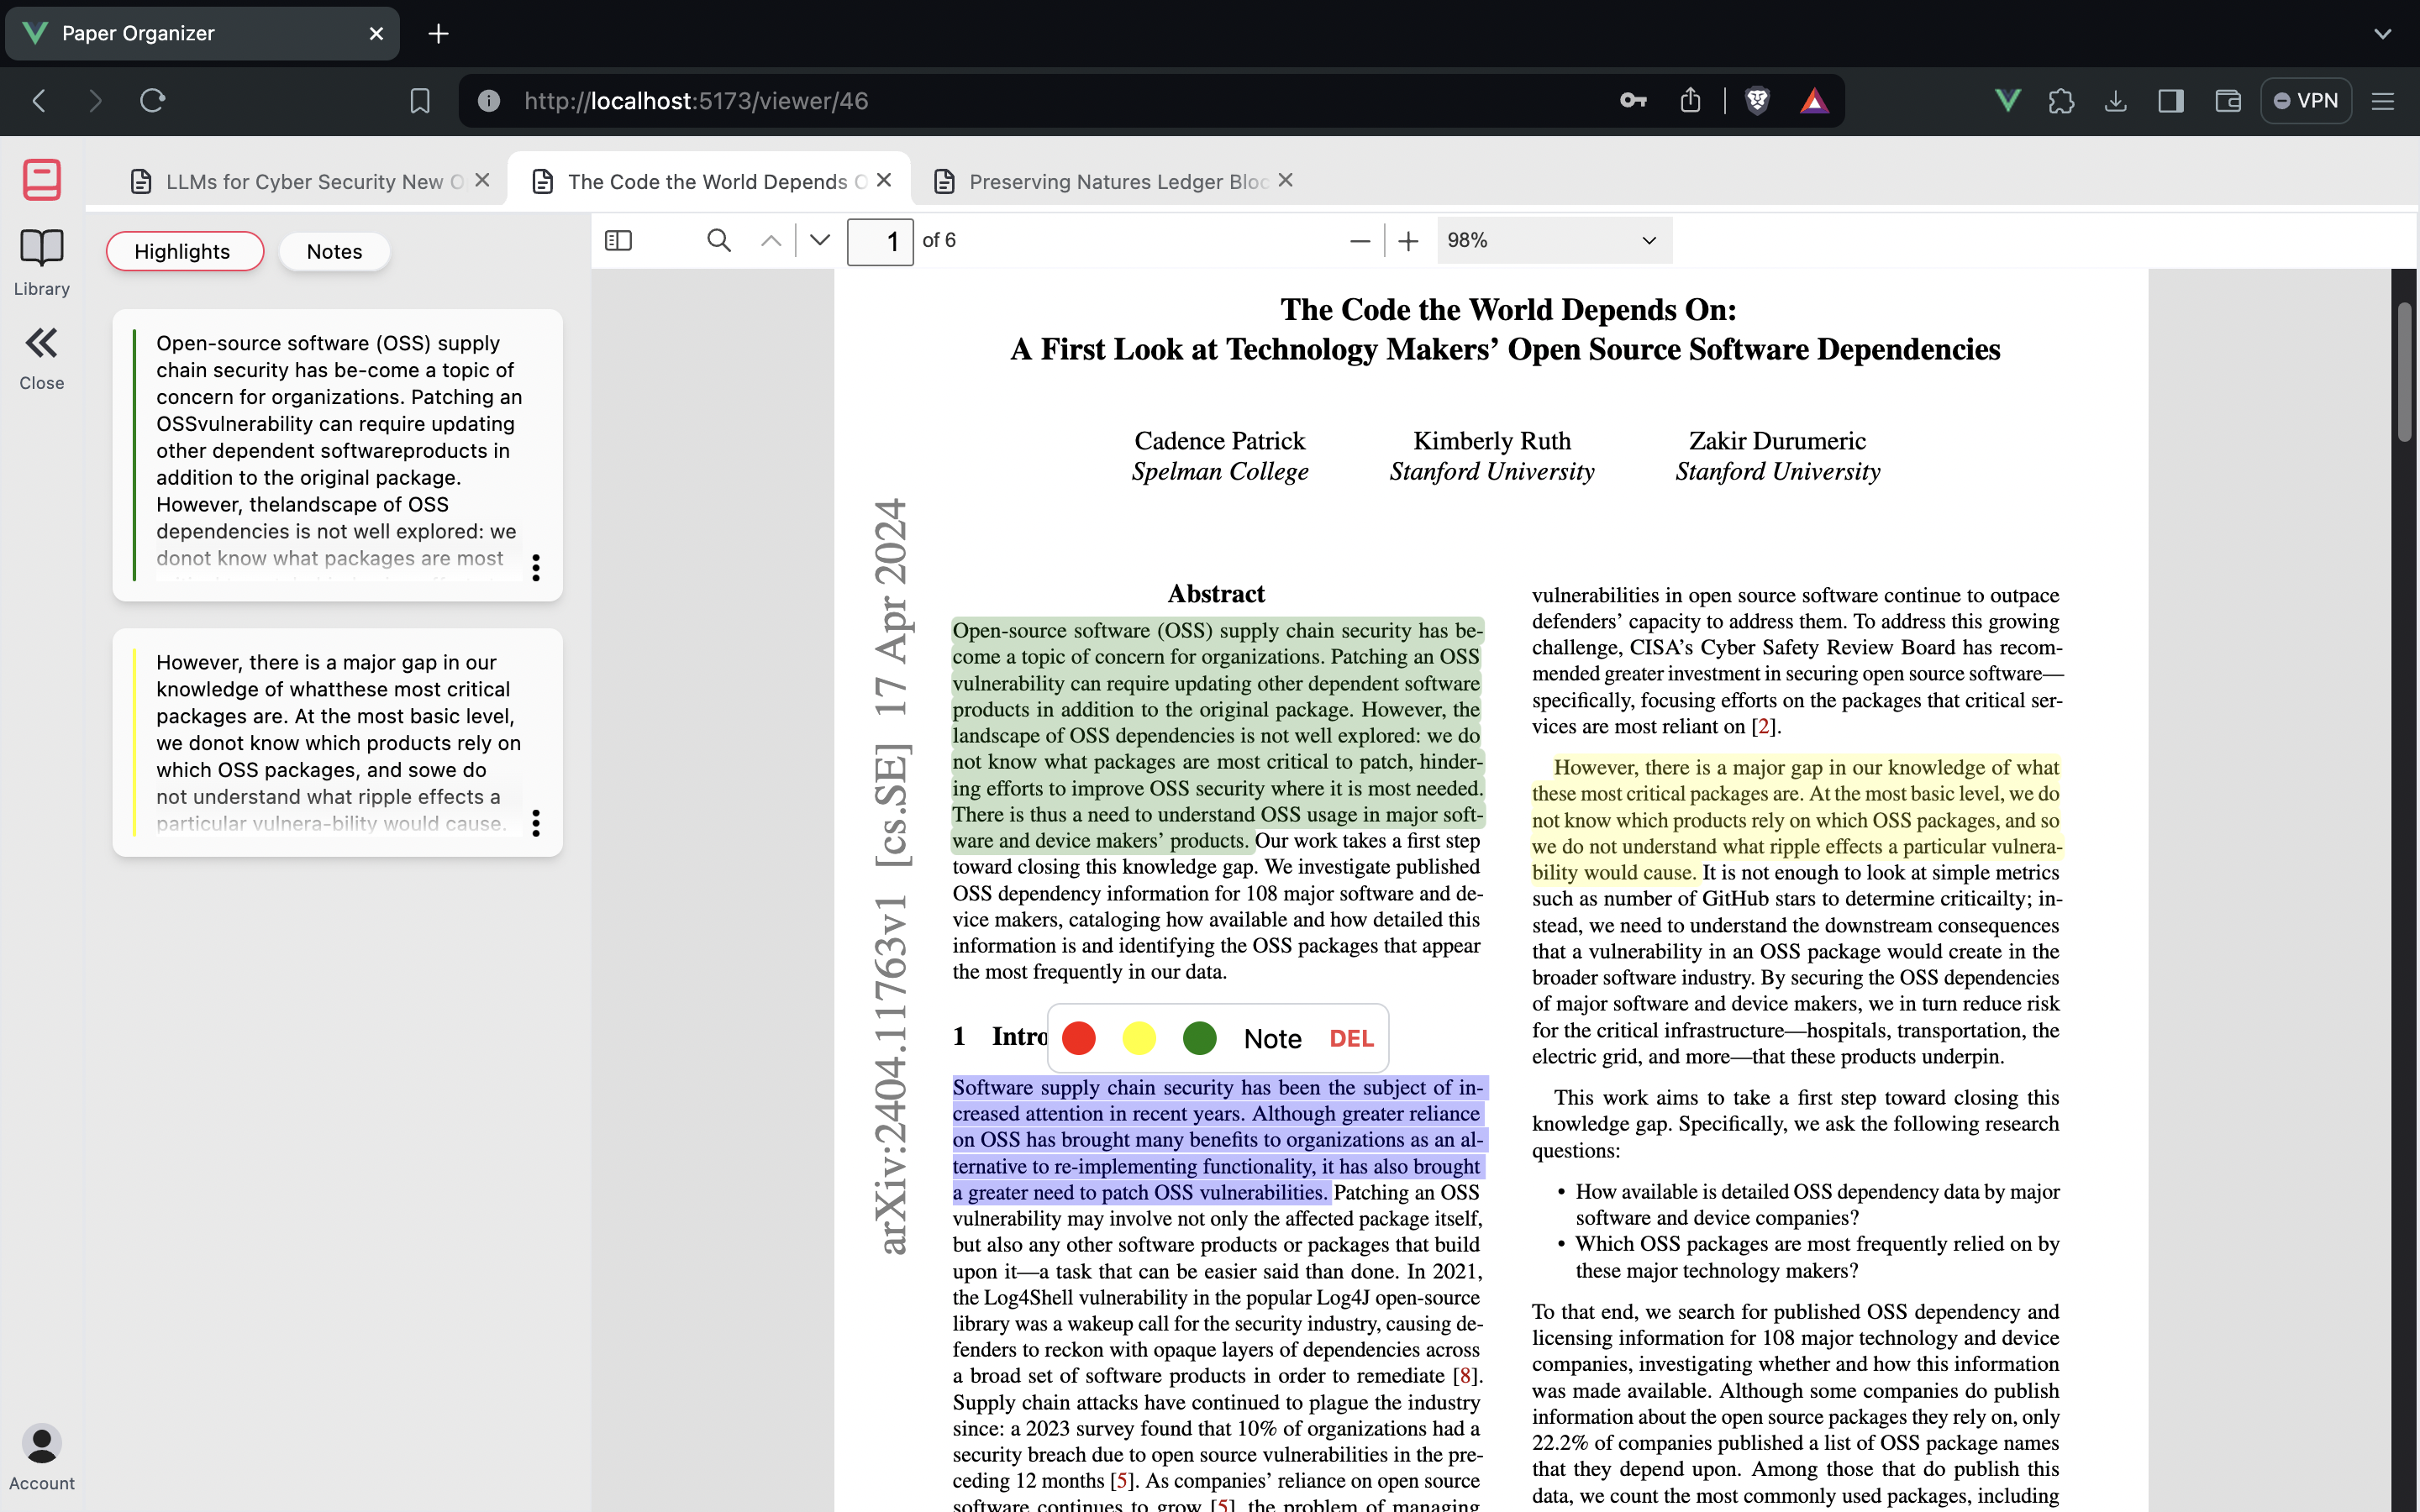 Paper Organizer
http://localhost:5173/viewer/46
VPN
LLMs for Cyber Security New O
The Code the World Depends O
Preserving Natures Ledger Bloc
Library
Close
Account
Highlights
Notes
Open-source software (OSS) supply
chain security has be-come a topic of
concern for organizations. Patching an
OSSvulnerability can require updating
other dependent softwareproducts in
addition to the original package.
However, thelandscape of OSS
dependencies is not well explored: we
donot know what packages are most
However, there is a major gap in our
knowledge of whatthese most critical
packages are. At the most basic level,
we donot know which products rely on
which OSS packages, and sowe do
not understand what ripple effects a
particular vulnera-bility would cause.
1 of 6
98%
The Code the World Depends On:
A First Look at Technology Makers' Open Source Software Dependencies
Cadence Patrick
Spelman College
Kimberly Ruth
Stanford University
Zakir Durumeric
Stanford University
arXiv:2404.11763v1 [cs.SE] 17 Apr 2024
Abstract
Open-source software (OSS) supply chain security has be-
come a topic of concern for organizations. Patching an OSS
vulnerability can require updating other dependent software
products in addition to the original package. However, the
landscape of OSS dependencies is not well explored: we do
not know what packages are most critical to patch, hinder-
ing efforts to improve OSS security where it is most needed.
There is thus a need to understand OSS usage in major soft-
ware and device makers' products. Our work takes a first step
toward closing this knowledge gap. We investigate published
OSS dependency information for 108 major software and de-
vice makers, cataloging how available and how detailed this
information is and identifying the OSS packages that appear
the most frequently in our data.
1 Intro
Note DEL
Software supply chain security has been the subject of in-
creased attention in recent years. Although greater reliance
on OSS has brought many benefits to organizations as an al-
ternative to re-implementing functionality, it has also brought
a greater need to patch OSS vulnerabilities. Patching an OSS
vulnerability may involve not only the affected package itself,
but also any other software products or packages that build
upon it—a task that can be easier said than done. In 2021,
the Log4Shell vulnerability in the popular Log4J open-source
library was a wakeup call for the security industry, causing de-
fenders to reckon with opaque layers of dependencies across
a broad set of software products in order to remediate [8].
Supply chain attacks have continued to plague the industry
since: a 2023 survey found that 10% of organizations had a
security breach due to open source vulnerabilities in the pre-
ceding 12 months [5]. As companies' reliance on open source
software continues to grow [5], the problem of managing
vulnerabilities in open source software continue to outpace
defenders' capacity to address them. To address this growing
challenge, CISA's Cyber Safety Review Board has recom-
mended greater investment in securing open source software—
specifically, focusing efforts on the packages that critical ser-
vices are most reliant on [2].
However, there is a major gap in our knowledge of what
these most critical packages are. At the most basic level, we do
not know which products rely on which OSS packages, and so
we do not understand what ripple effects a particular vulnera-
bility would cause. It is not enough to look at simple metrics
such as number of GitHub stars to determine criticailty; in-
stead, we need to understand the downstream consequences
that a vulnerability in an OSS package would create in the
broader software industry. By securing the OSS dependencies
of major software and device makers, we in turn reduce risk
for the critical infrastructure—hospitals, transportation, the
electric grid, and more—that these products underpin.
This work aims to take a first step toward closing this
knowledge gap. Specifically, we ask the following research
questions:
• How available is detailed OSS dependency data by major
software and device companies?
• Which OSS packages are most frequently relied on by
these major technology makers?
To that end, we search for published OSS dependency and
licensing information for 108 major technology and device
companies, investigating whether and how this information
was made available. Although some companies do publish
information about the open source packages they rely on, only
22.2% of companies published a list of OSS package names
that they depend upon. Among those that do publish this
data, we count the most commonly used packages, including